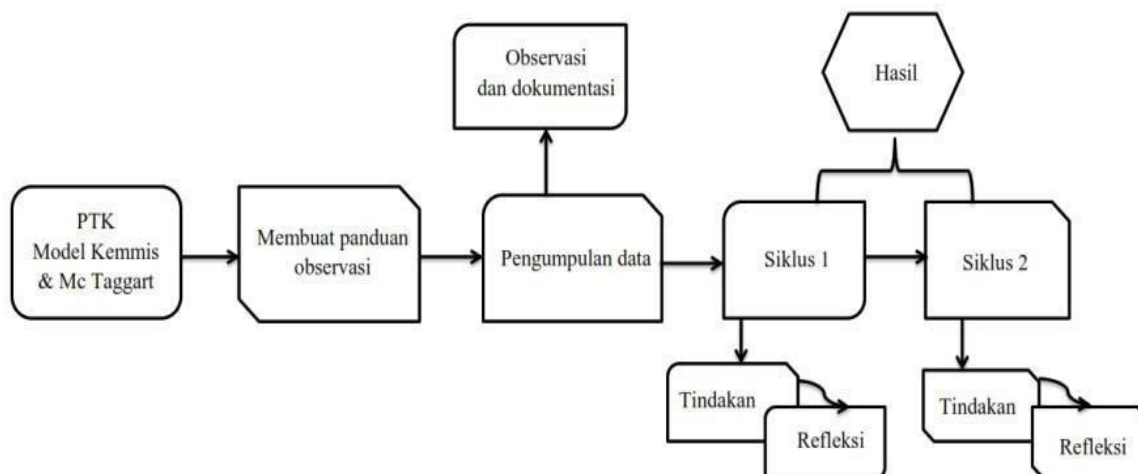 Observasi
dan dokumentasi
Hasil
PTK
Model Kemmis
& Mc Taggart
Membuat panduan
observasi
Pengumpulan data
Siklus 1
Siklus 2
Tindakan
Refleksi
Tindakan
Refleksi